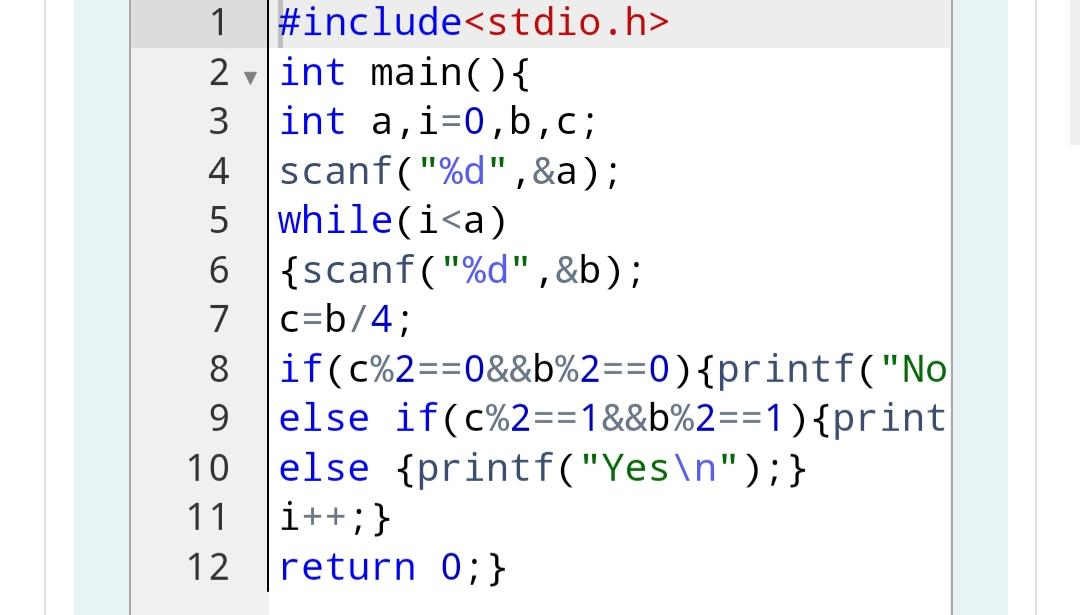 1 #include<stdio.h>
2 int main(){
3 int a,i=0,b,c;
4 scanf("%d",&a);
5 while(i<a)
6 {scanf("%d",&b);
7 c=b/4;
8 if(c%2==0&&b%2==0){printf("No
9 else if(c%2==1&&b%2==1){print
10 else {printf("Yes\n");}
11 i++;}
12 return 0;}